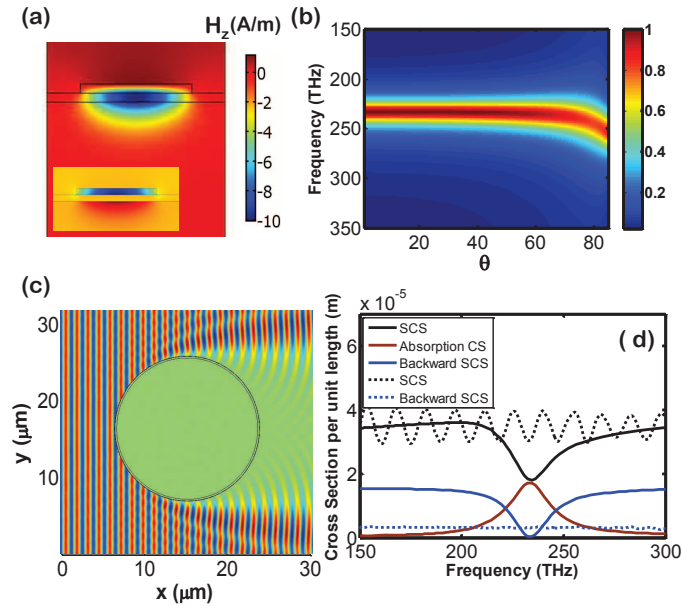 (a)
H_z(A/m)
0
-2
-4
-6
-8
-10
(b)
Frequency (THz)
150
200
250
300
350
20
40
60
80
θ
1
0.8
0.6
0.4
0.2
(c)
y (μm)
30
20
10
0
10
20
30
x (μm)
(d)
x 10^-5
Cross Section per unit length (m)
6
4
2
0
SCS
Absorption CS
Backward SCS
SCS
Backward SCS
150
200
250
300
Frequency (THz)